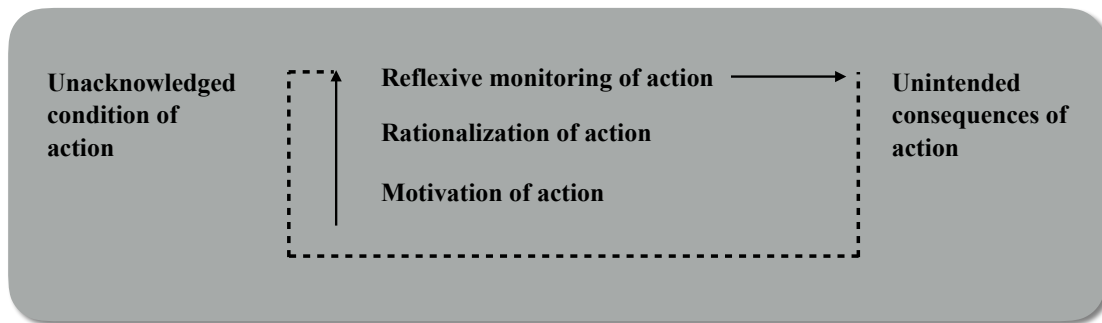 Unacknowledged
condition of
action
Reflexive monitoring of action
Rationalization of action
Motivation of action
Unintended
consequences of
action